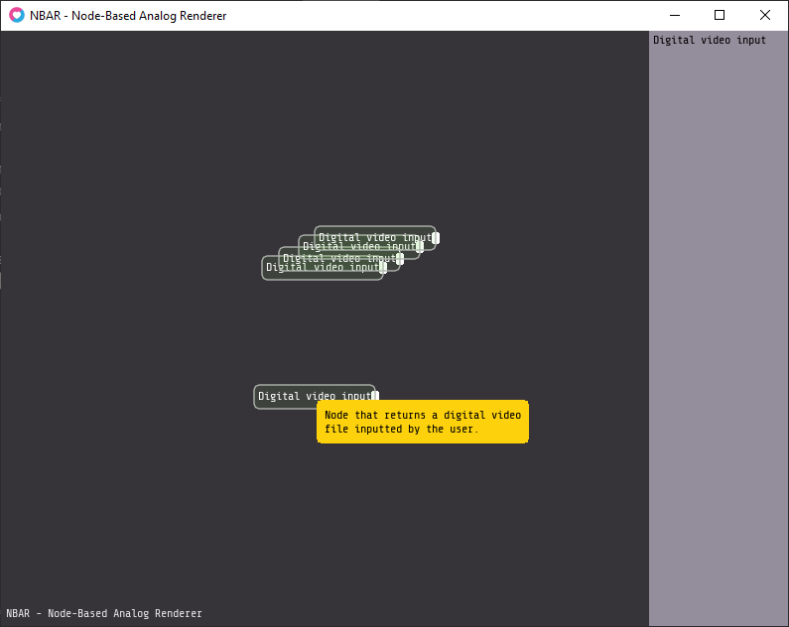 NBAR - Node-Based Analog Renderer
Digital video input
Digital video input
Digital video input
Digital video input
Digital video input
Digital video input
Node that returns a digital video
file inputted by the user.
NBAR - Node-Based Analog Renderer